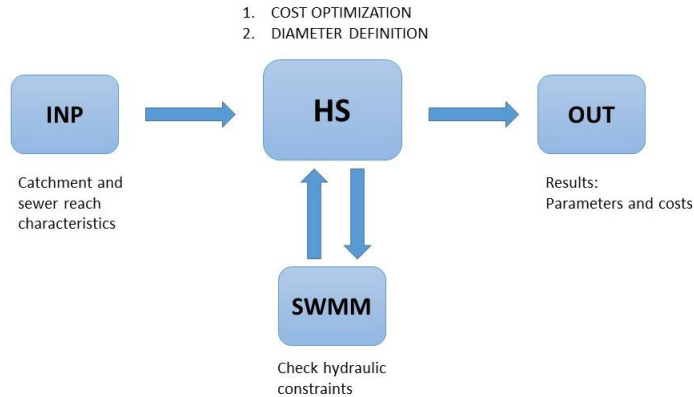 1. COST OPTIMIZATION
2. DIAMETER DEFINITION
INP
HS
OUT
Catchment and
sewer reach
characteristics
Results:
Parameters and costs
SWMM
Check hydraulic
constraints